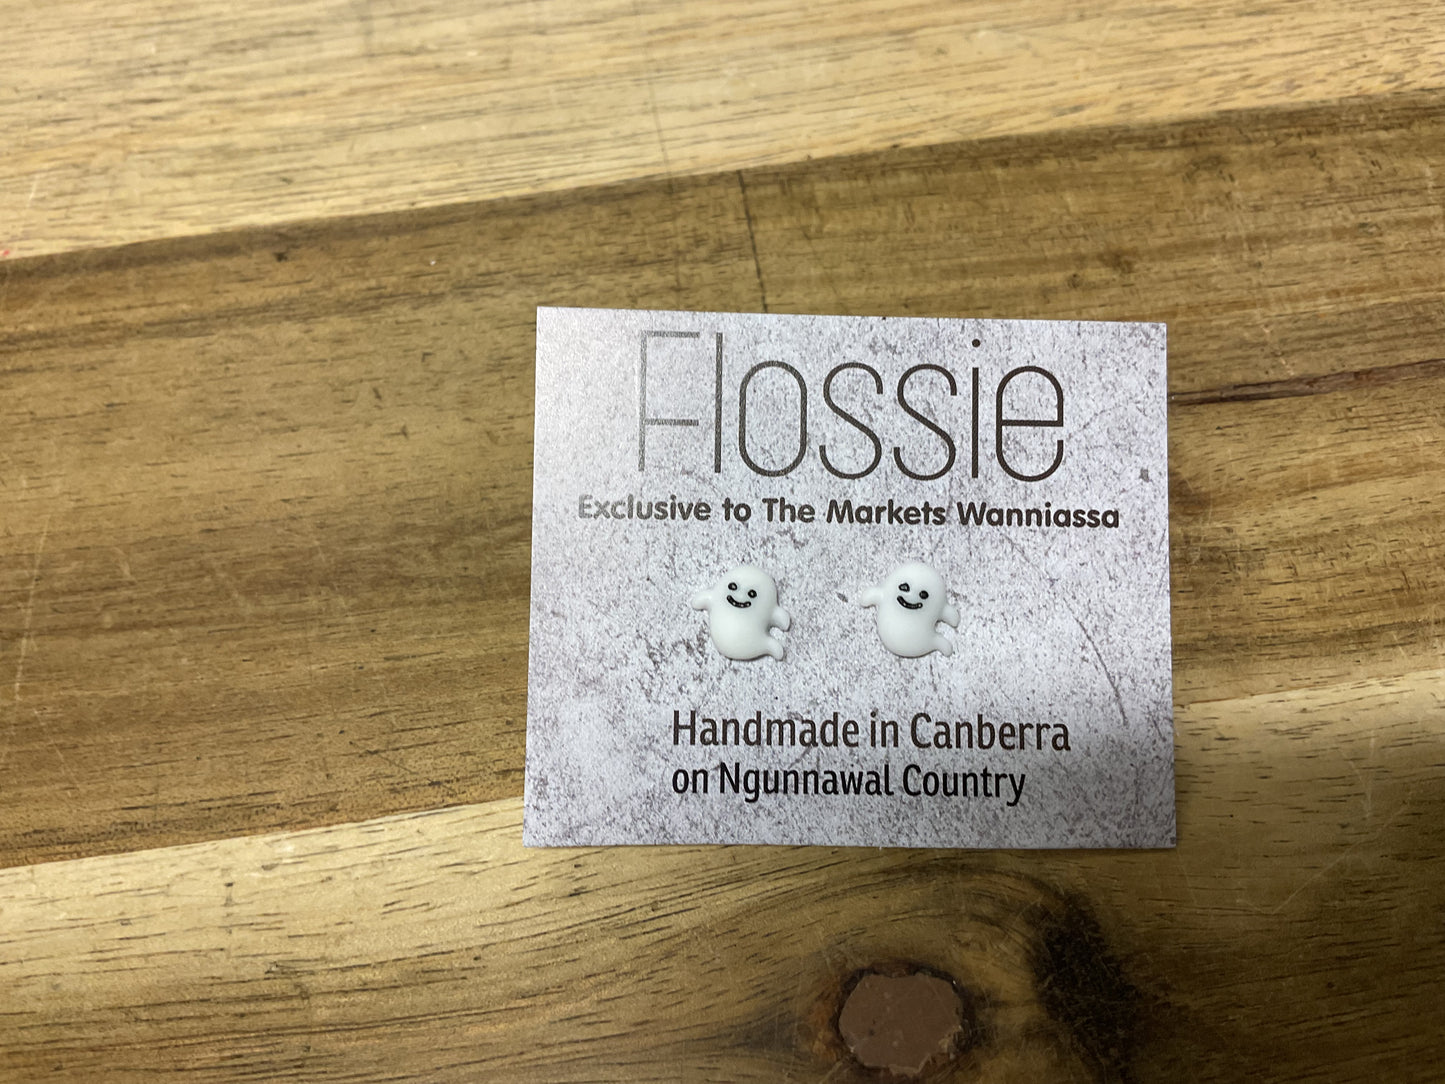 Flossie
Exclusive to The Markets Wanniassa
Handmade in Canberra
on Ngunnawal Country